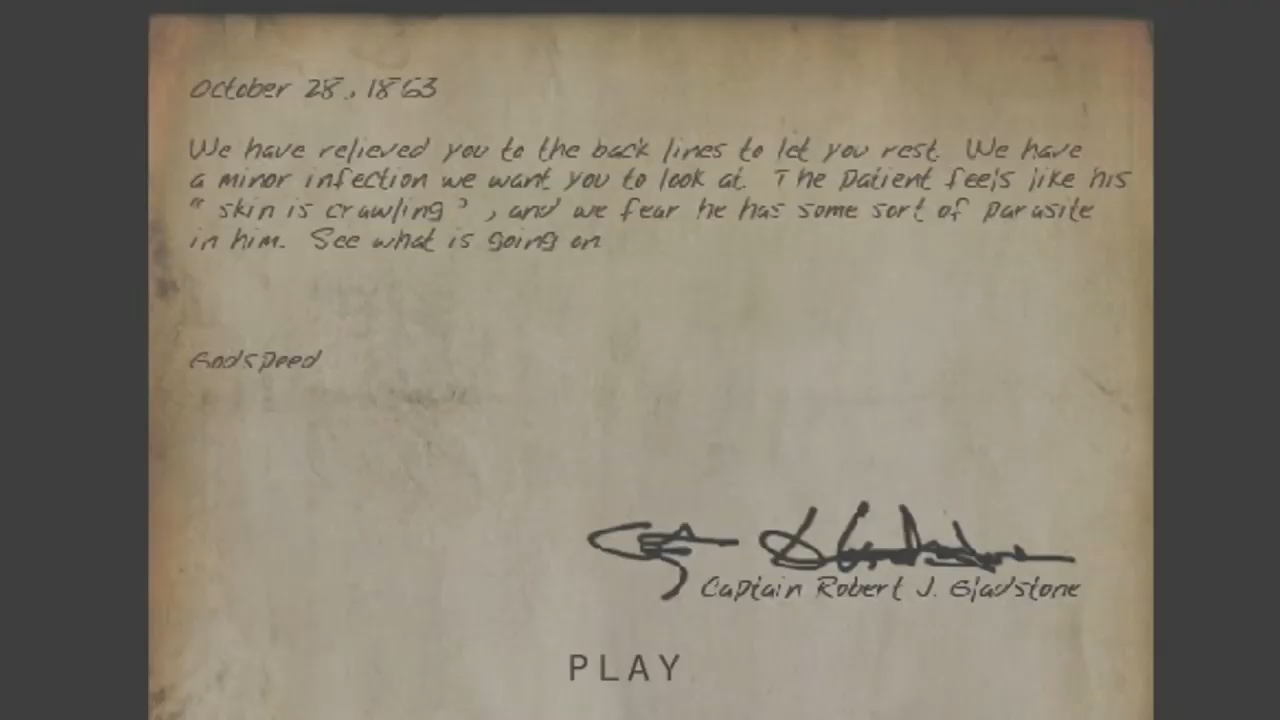 October 28, 1863
We have relieved you to the back lines to let you rest. We have
a minor infection we want you to look at. The patient feels like his
"skin is crawling", and we fear he has some sort of parasite
in him. See what is going on
Godspeed
Captain Robert J. Gladstone
PLAY